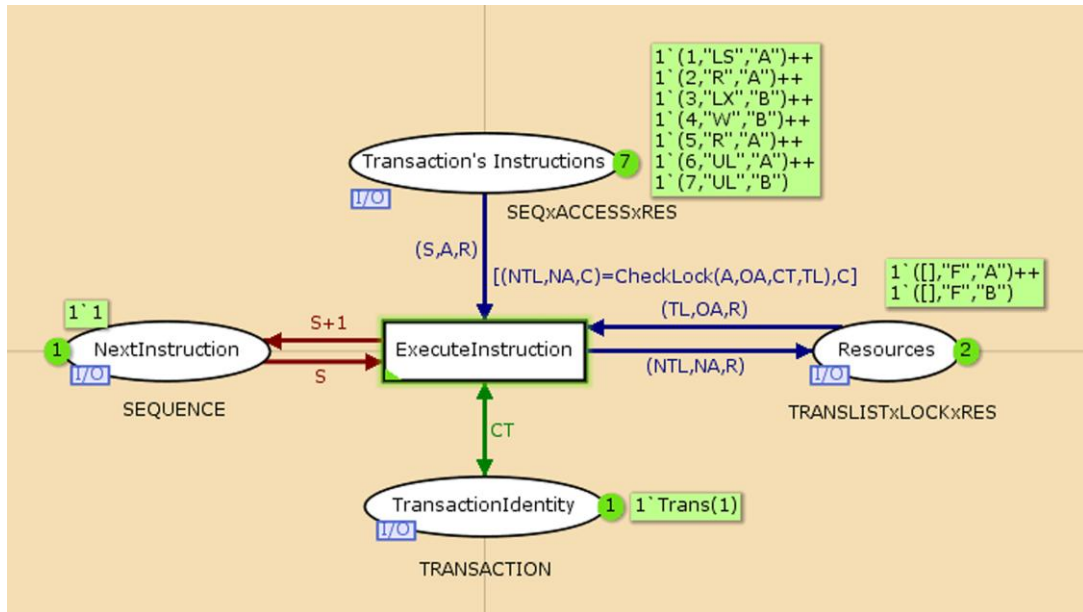 1`(1,"LS","A")++
1`(2,"R","A")++
1`(3,"LX","B")++
1`(4,"W","B")++
1`(5,"R","A")++
1`(6,"UL","A")++
1`(7,"UL","B")
Transaction's Instructions
7
I/O
SEQxACCESSxRES
(S,A,R)
[(NTL,NA,C)=CheckLock(A,OA,CT,TL),C]
1`([],"F","A")++
1`([],"F","B")
(TL,OA,R)
1`1
S+1
1
NextInstruction
ExecuteInstruction
Resources
2
I/O
S
(NTL,NA,R)
I/O
SEQUENCE
TRANSLISTxLOCKxRES
CT
TransactionIdentity
1
1`Trans(1)
I/O
TRANSACTION